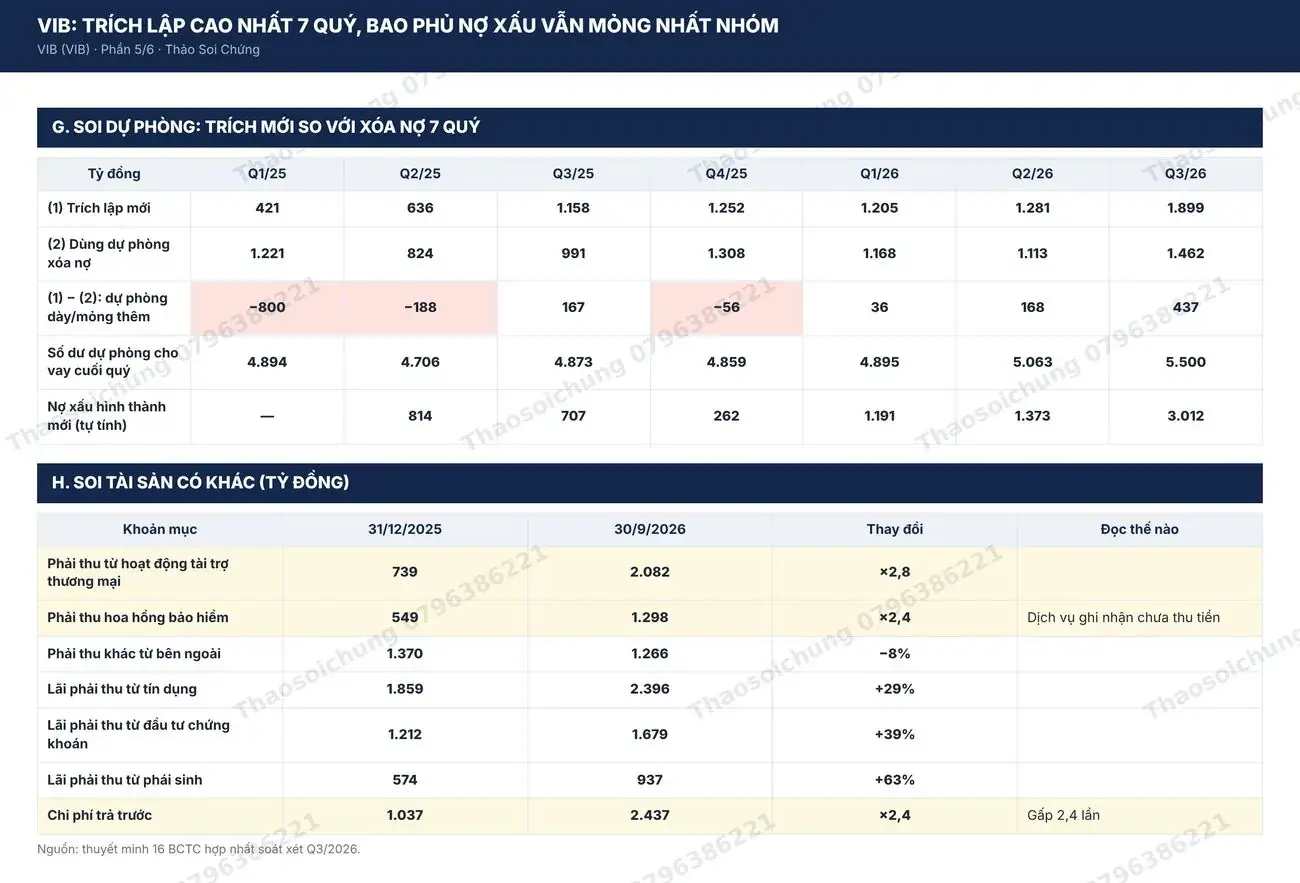 VIB: TRÍCH LẬP CAO NHẤT 7 QUÝ, BAO PHỦ NỢ XẤU VẪN MỎNG NHẤT NHÓM
VIB (VIB) · Phần 5/6 · Thảo Soi Chứng
G. SOI DỰ PHÒNG: TRÍCH MỚI SO VỚI XÓA NỢ 7 QUÝ
Tỷ đồng Q1/25 Q2/25 Q3/25 Q4/25 Q1/26 Q2/26 Q3/26
(1) Trích lập mới 421 636 1.158 1.252 1.205 1.281 1.899
(2) Dùng dự phòng
xóa nợ 1.221 824 991 1.308 1.168 1.113 1.462
(1) − (2): dự phòng
dày/mỏng thêm −800 −188 167 −56 36 168 437
Số dư dự phòng cho
vay cuối quý 4.894 4.706 4.873 4.859 4.895 5.063 5.500
Nợ xấu hình thành
mới (tự tính) — 814 707 262 1.191 1.373 3.012
H. SOI TÀI SẢN CÓ KHÁC (TỶ ĐỒNG)
Khoản mục 31/12/2025 30/9/2026 Thay đổi Đọc thế nào
Phải thu từ hoạt động tài trợ
thương mại 739 2.082 ×2,8
Phải thu hoa hồng bảo hiểm 549 1.298 ×2,4 Dịch vụ ghi nhận chưa thu tiền
Phải thu khác từ bên ngoài 1.370 1.266 −8%
Lãi phải thu từ tín dụng 1.859 2.396 +29%
Lãi phải thu từ đầu tư chứng
khoán 1.212 1.679 +39%
Lãi phải thu từ phái sinh 574 937 +63%
Chi phí trả trước 1.037 2.437 ×2,4 Gấp 2,4 lần
Nguồn: thuyết minh 16 BCTC hợp nhất soát xét Q3/2026.
Thaosoichung 0796386221